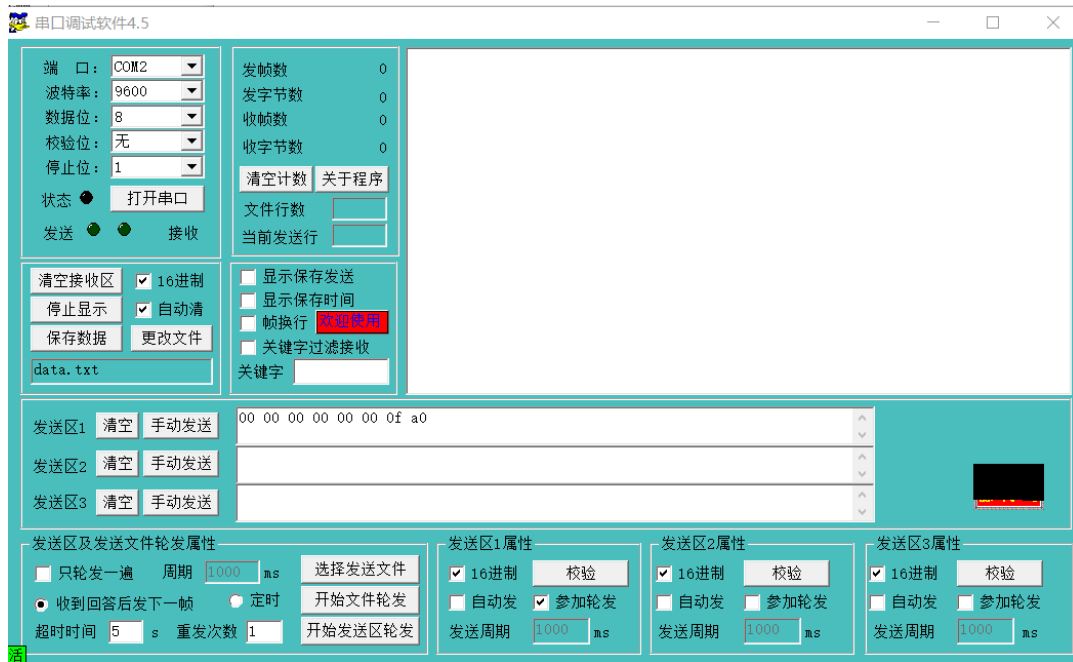 串口调试软件4.5
端 口： COM2
波特率： 9600
数据位： 8
校验位： 无
停止位： 1
状态 打开串口
发送 接收
发帧数 0
发字节数 0
收帧数 0
收字节数 0
清空计数 关于程序
文件行数
当前发送行
清空接收区 16进制
停止显示 自动清
保存数据 更改文件
data.txt
显示保存发送
显示保存时间
帧换行 欢迎使用
关键字过滤接收
关键字
发送区1 清空 手动发送 00 00 00 00 00 00 0f a0
发送区2 清空 手动发送
发送区3 清空 手动发送
发送区及发送文件轮发属性
只轮发一遍 周期 1000 ms 选择发送文件
收到回答后发下一帧 定时 开始文件轮发
超时时间 5 s 重发次数 1 开始发送区轮发
发送区1属性
16进制 校验
自动发 参加轮发
发送周期 1000 ms
发送区2属性
16进制 校验
自动发 参加轮发
发送周期 1000 ms
发送区3属性
16进制 校验
自动发 参加轮发
发送周期 1000 ms
活